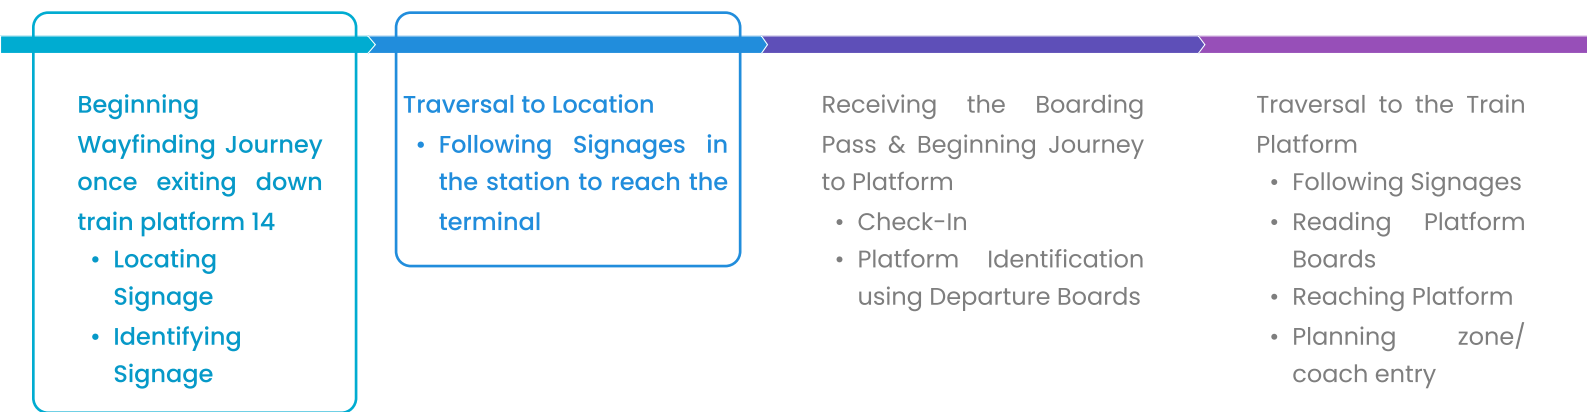 Beginning
Wayfinding Journey
once exiting down
train platform 14
• Locating
Signage
• Identifying
Signage
Traversal to Location
• Following Signages in
the station to reach the
terminal
Receiving the Boarding
Pass & Beginning Journey
to Platform
• Check-In
• Platform Identification
using Departure Boards
Traversal to the Train
Platform
• Following Signages
• Reading Platform
Boards
• Reaching Platform
• Planning zone/
coach entry